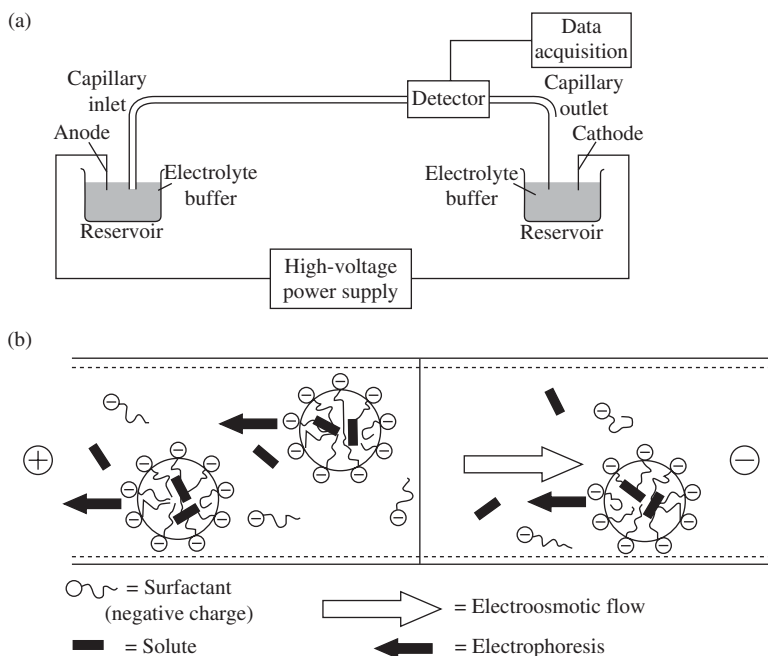 (a)
Data
acquisition
Capillary
inlet
Detector
Capillary
outlet
Anode
Cathode
Electrolyte
buffer
Electrolyte
buffer
Reservoir
Reservoir
High-voltage
power supply
(b)
+
−
= Surfactant
(negative charge)
= Electroosmotic flow
= Solute
= Electrophoresis